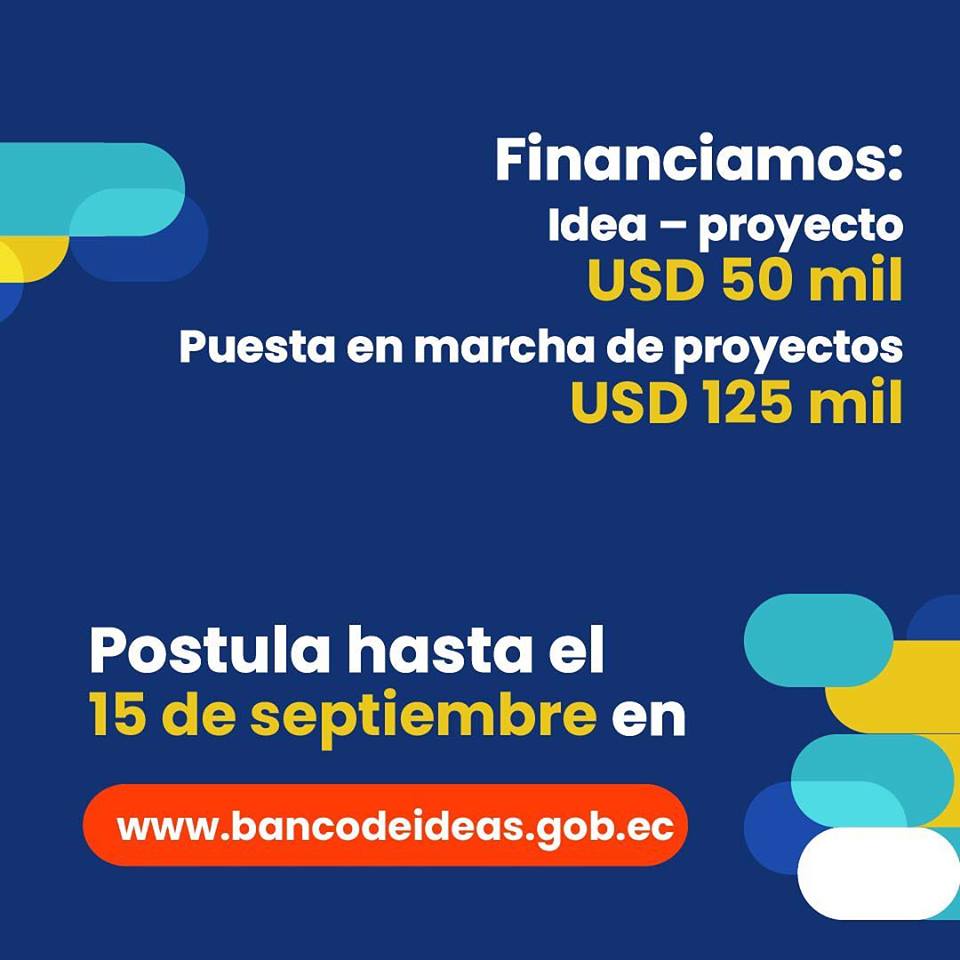 Financiamos:
Idea – proyecto
USD 50 mil
Puesta en marcha de proyectos
USD 125 mil
Postula hasta el
15 de septiembre en
www.bancodeideas.gob.ec